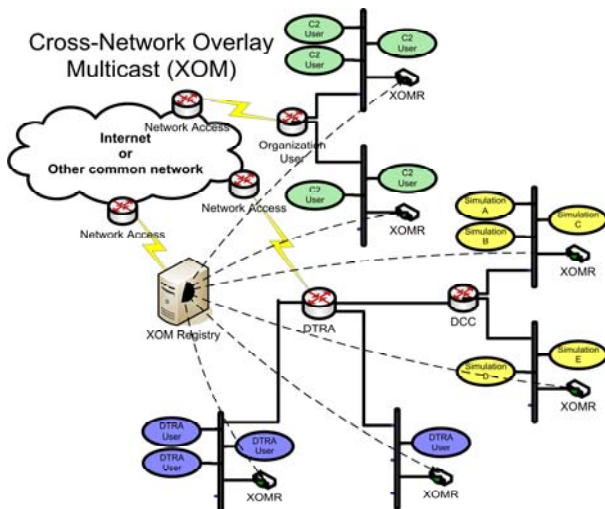 Cross-Network Overlay
Multicast (XOM)
C2
User
C2
User
C2
User
XOMR
Network Access
Organization
User
Internet
or
Other common network
C2
User
C2
User
XOMR
Network Access
Network Access
Simulation
A
Simulation
C
Simulation
B
XOMR
XOM Registry
DTRA
DCC
Simulation
E
Simulation
D
XOMR
DTRA
User
DTRA
User
DTRA
User
DTRA
User
XOMR
XOMR